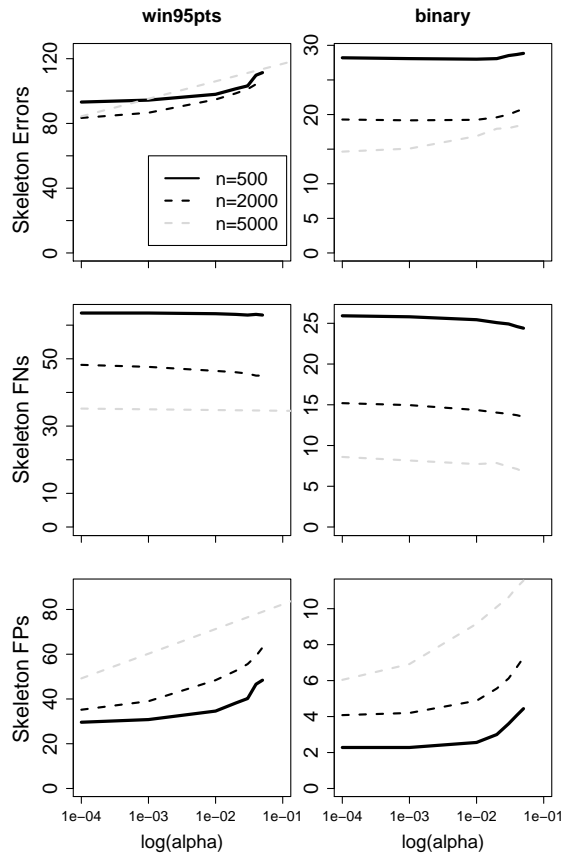 win95pts
binary
Skeleton Errors
0 40 80 120
n=500
n=2000
n=5000
0 5 10 15 20 25 30
Skeleton FNs
0 10 30 50
0 5 10 15 20 25
Skeleton FPs
0 20 40 60 80
0 2 4 6 8 10
1e−04 1e−03 1e−02 1e−01
1e−04 1e−03 1e−02 1e−01
log(alpha)
log(alpha)